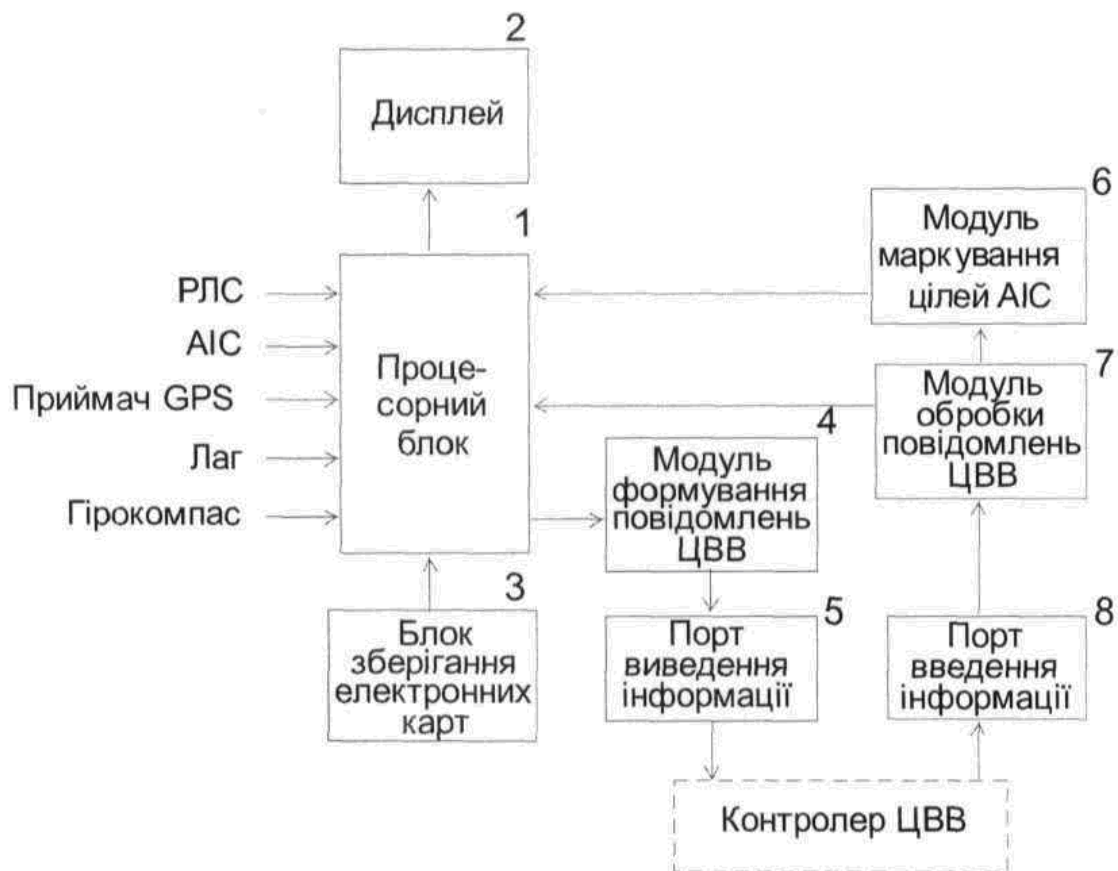 2
Дисплей
1
6
Модуль
маркування
цілей АІС
РЛС
АІС
Приймач GPS
Лаг
Гірокомпас
Проце-
сорний
блок
7
Модуль
обробки
повідомлень
ЦВВ
4
Модуль
формування
повідомлень
ЦВВ
3
Блок
зберігання
електронних
карт
5
Порт
виведення
інформації
8
Порт
введення
інформації
Контролер ЦВВ